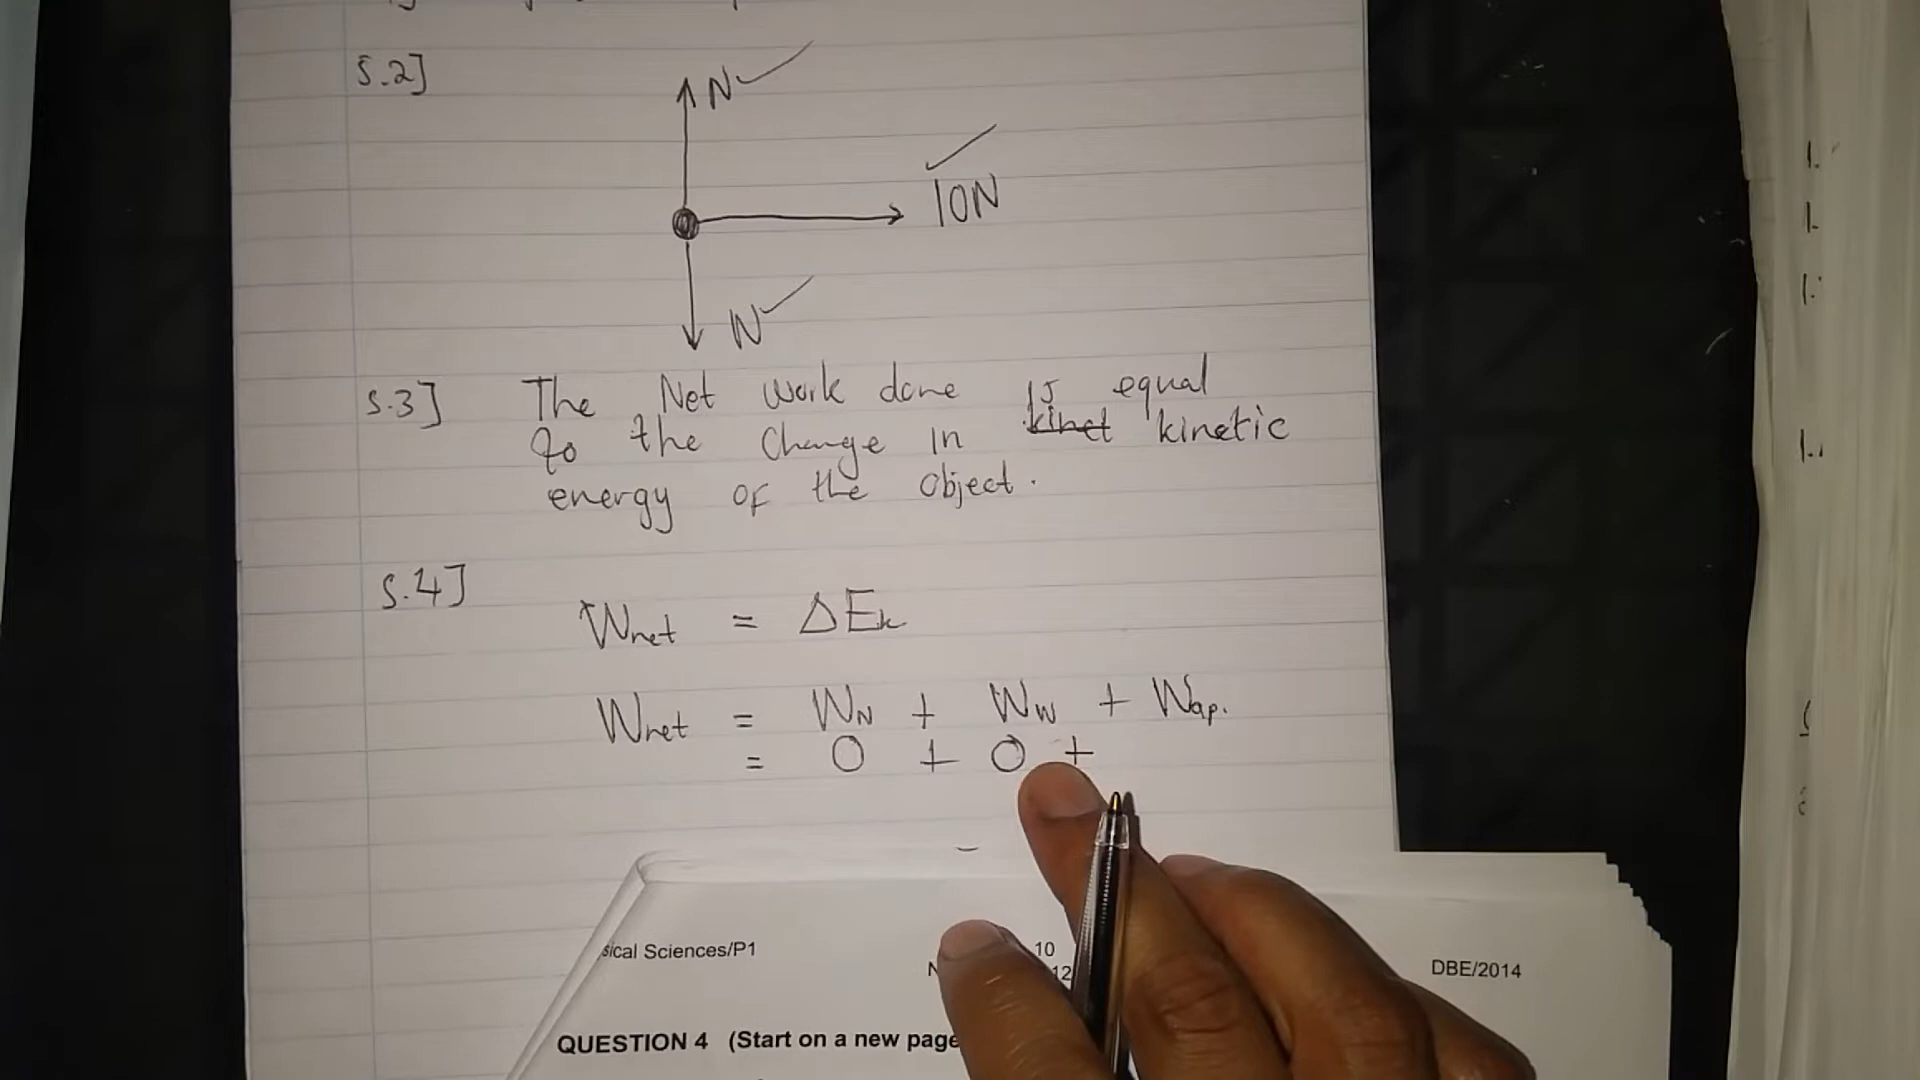 5.2]
N
10N
W
5.3] The Net work done is equal
to the change in kinet kinetic
energy of the object.
5.4]
Wnet = ΔEk
Wnet = WN + Ww + Wap.
= 0 + 0 +
sical Sciences/P1 10 DBE/2014
12
QUESTION 4 (Start on a new page